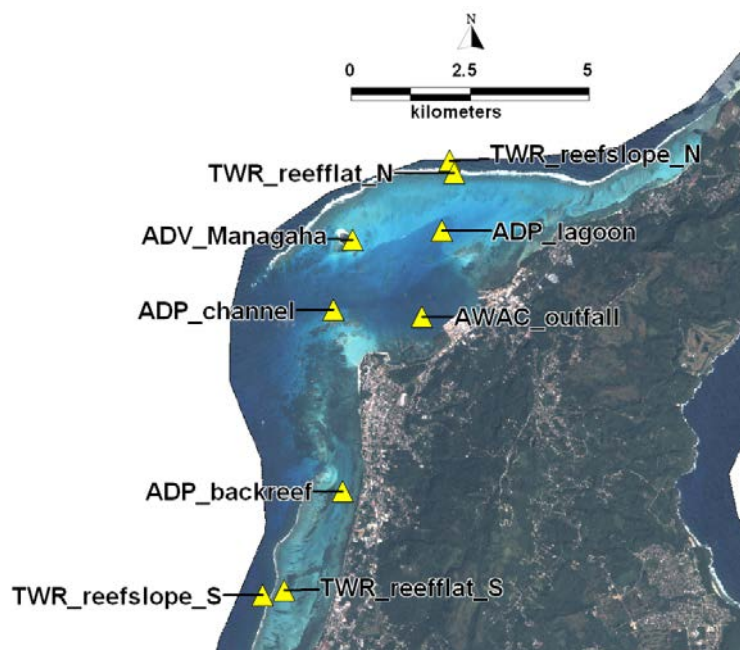 N
0 2.5 5
kilometers
TWR_reefslope_N
TWR_reefflat_N
ADV_Managaha
ADP_lagoon
ADP_channel
AWAC_outfall
ADP_backreef
TWR_reefslope_S
TWR_reefflat_S